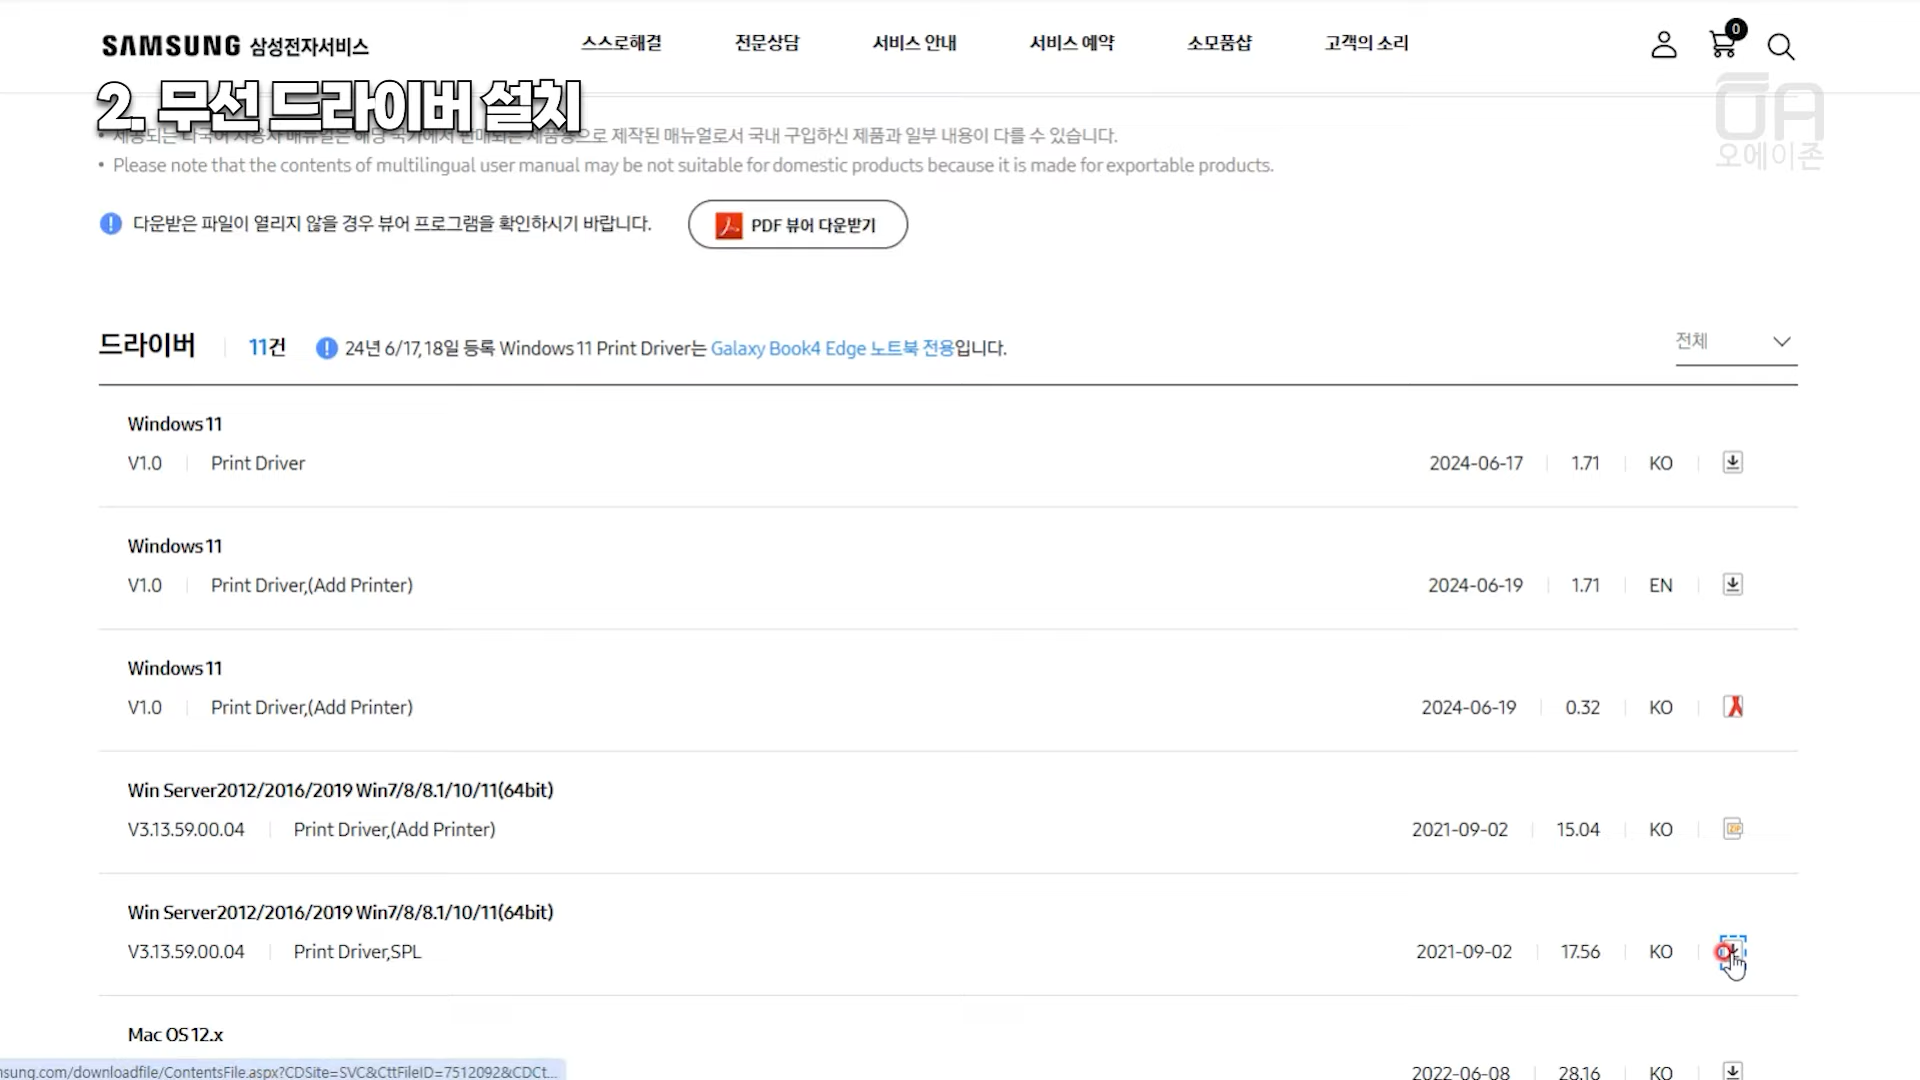 SAMSUNG 삼성전자서비스
스스로해결 전문상담 서비스 안내 서비스 예약 소모품샵 고객의 소리
0
2. 무선 드라이버 설치
OA
오에이존
으로 제작된 매뉴얼로서 국내 구입하신 제품과 일부 내용이 다를 수 있습니다.
• Please note that the contents of multilingual user manual may be not suitable for domestic products because it is made for exportable products.
다운받은 파일이 열리지 않을 경우 뷰어 프로그램을 확인하시기 바랍니다. PDF 뷰어 다운받기
드라이버 11건 24년 6/17,18일 등록 Windows 11 Print Driver는 Galaxy Book4 Edge 노트북 전용입니다. 전체
Windows 11
V1.0 Print Driver 2024-06-17 1.71 KO
Windows 11
V1.0 Print Driver,(Add Printer) 2024-06-19 1.71 EN
Windows 11
V1.0 Print Driver,(Add Printer) 2024-06-19 0.32 KO
Win Server2012/2016/2019 Win7/8/8.1/10/11(64bit)
V3.13.59.00.04 Print Driver,(Add Printer) 2021-09-02 15.04 KO ZIP
Win Server2012/2016/2019 Win7/8/8.1/10/11(64bit)
V3.13.59.00.04 Print Driver,SPL 2021-09-02 17.56 KO
Mac OS 12.x
2022-06-08 28.16 KO
nsung.com/downloadfile/ContentsFile.aspx?CDSite=SVC&CttFileID=7512092&CDCt...